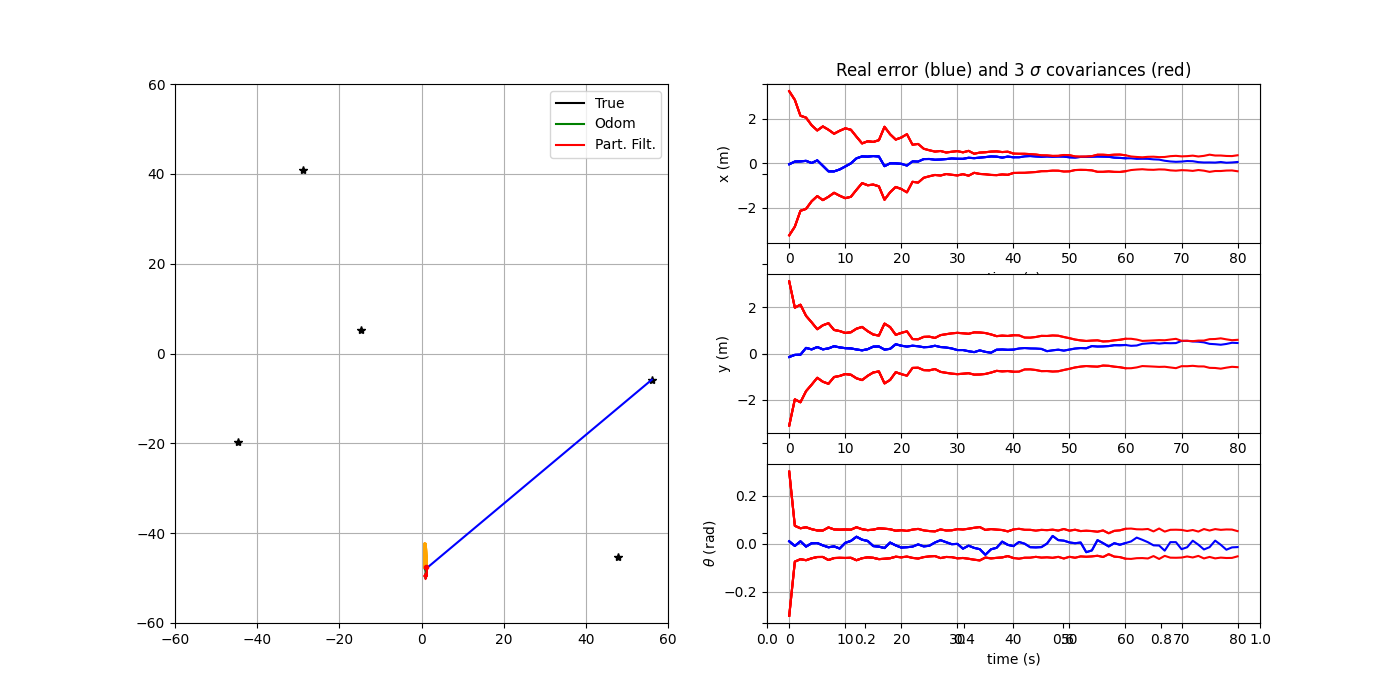 60
40
20
0
−20
−40
−60
−60 −40 −20 0 20 40 60
True
Odom
Part. Filt.
Real error (blue) and 3 σ covariances (red)
x (m)
2
0
−2
0 10 20 30 40 50 60 70 80
y (m)
2
0
−2
0 10 20 30 40 50 60 70 80
θ (rad)
0.2
0.0
−0.2
0 10 20 30 40 50 60 70 80
0.0 0.2 0.4 0.6 0.8 1.0
time (s)